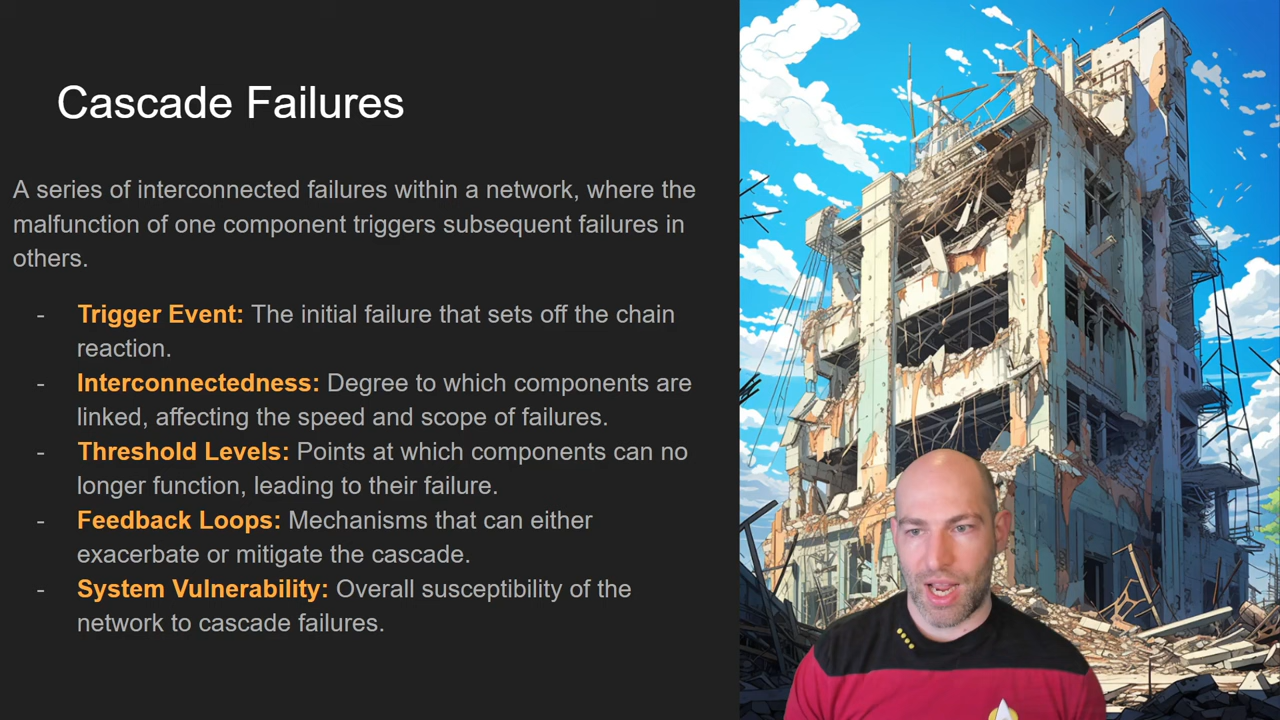 Cascade Failures
A series of interconnected failures within a network, where the
malfunction of one component triggers subsequent failures in
others.
- Trigger Event: The initial failure that sets off the chain
reaction.
- Interconnectedness: Degree to which components are
linked, affecting the speed and scope of failures.
- Threshold Levels: Points at which components can no
longer function, leading to their failure.
- Feedback Loops: Mechanisms that can either
exacerbate or mitigate the cascade.
- System Vulnerability: Overall susceptibility of the
network to cascade failures.